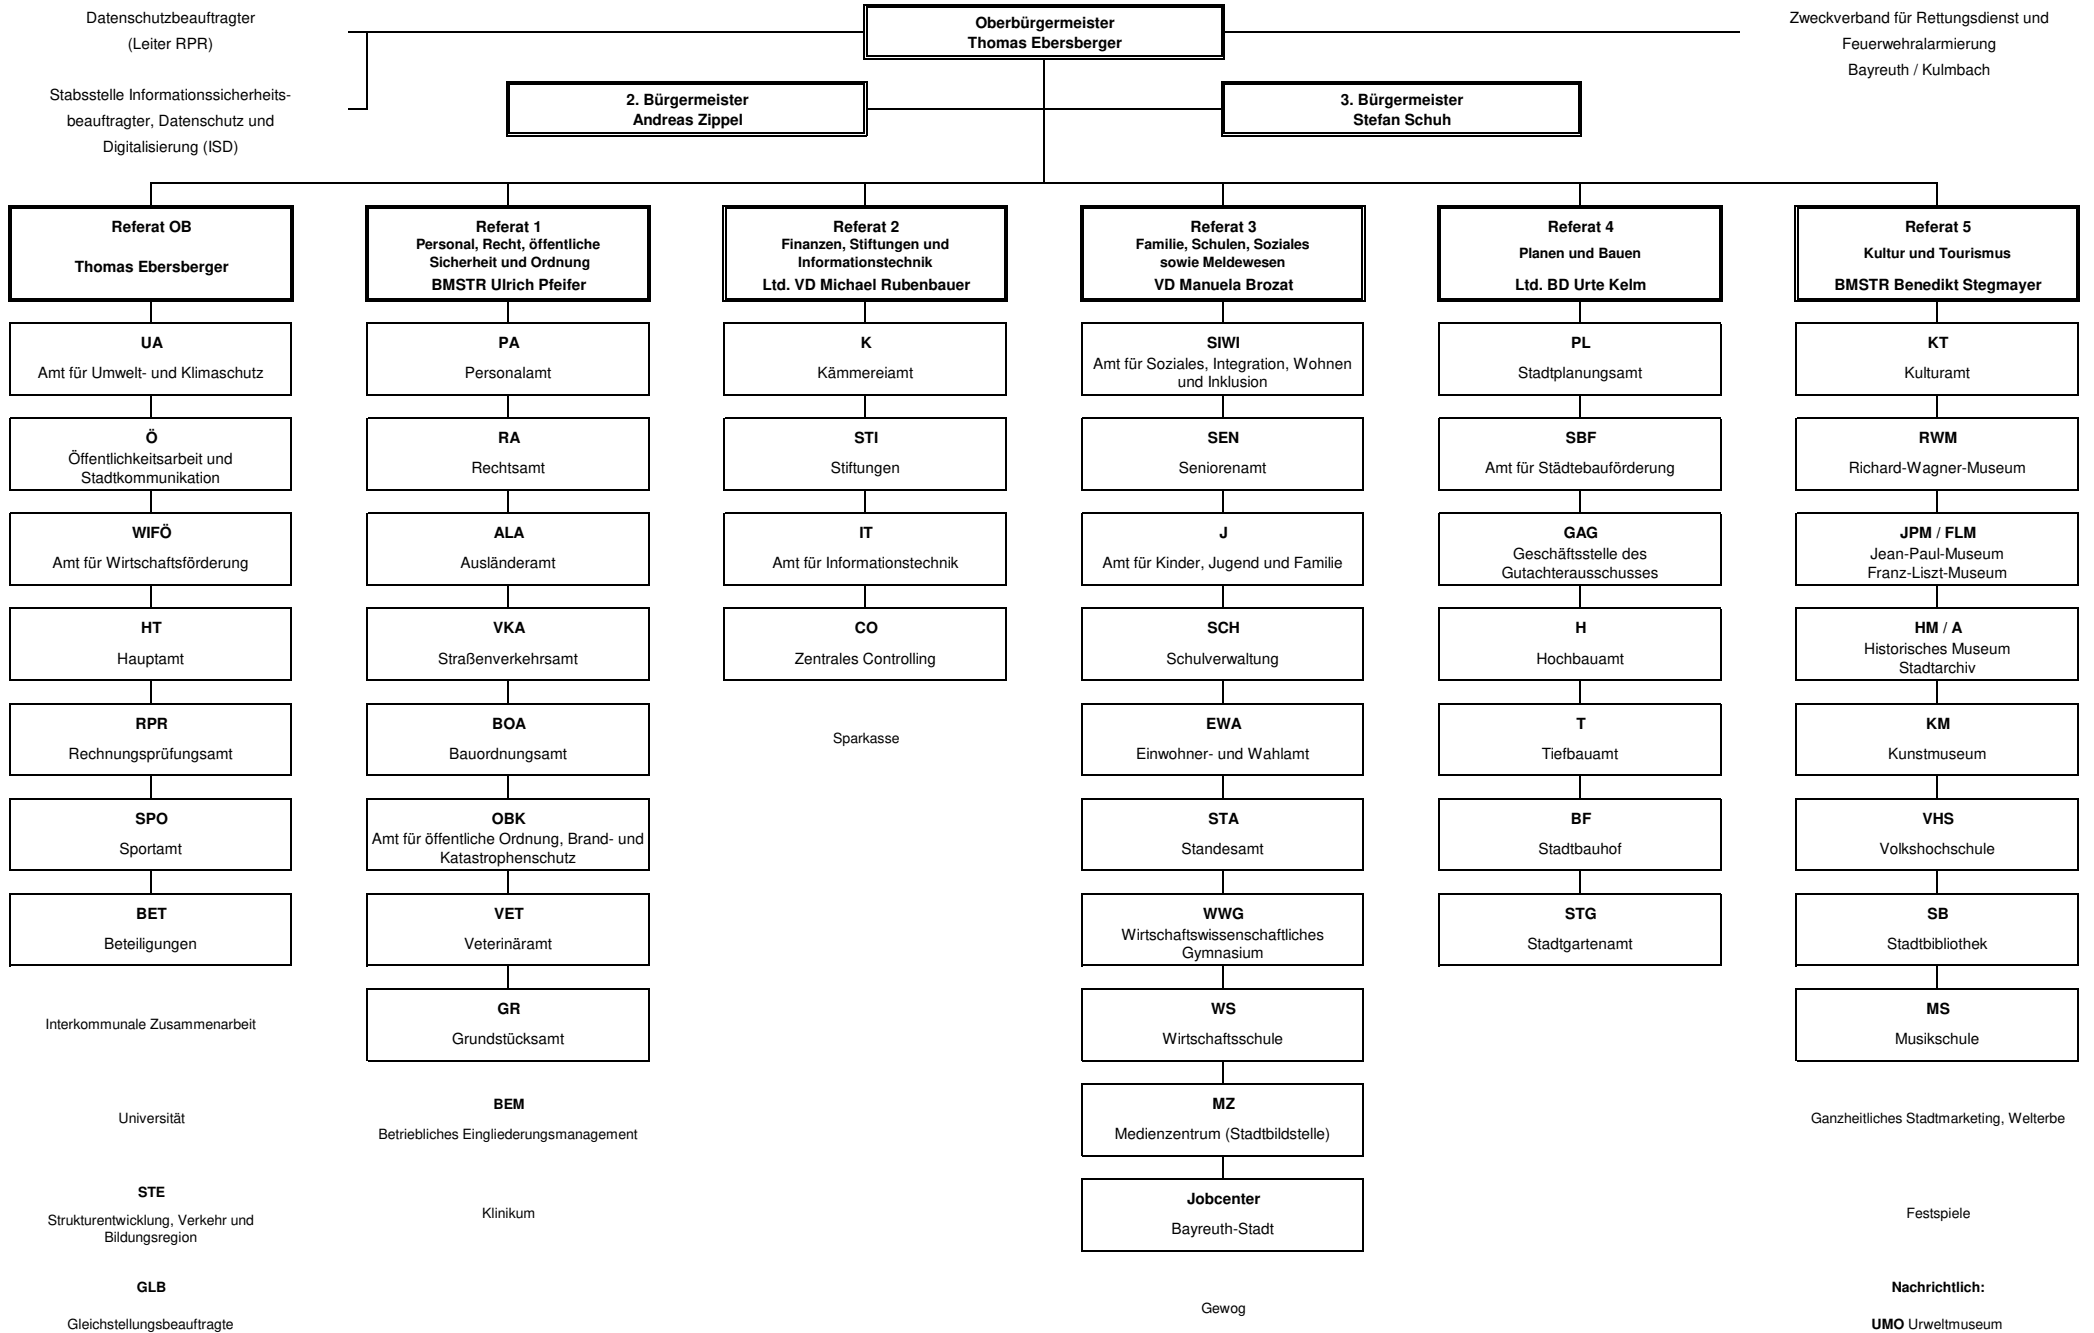 Datenschutzbeauftragter
(Leiter RPR)
Stabsstelle Informationssicherheits-
beauftragter, Datenschutz und
Digitalisierung (ISD)
Oberbürgermeister
Thomas Ebersberger
Zweckverband für Rettungsdienst und
Feuerwehralarmierung
Bayreuth / Kulmbach
2. Bürgermeister
Andreas Zippel
3. Bürgermeister
Stefan Schuh
Referat OB
Thomas Ebersberger
UA
Amt für Umwelt- und Klimaschutz
Ö
Öffentlichkeitsarbeit und
Stadtkommunikation
WIFÖ
Amt für Wirtschaftsförderung
HT
Hauptamt
RPR
Rechnungsprüfungsamt
SPO
Sportamt
BET
Beteiligungen
Interkommunale Zusammenarbeit
Universität
STE
Strukturentwicklung, Verkehr und
Bildungsregion
GLB
Gleichstellungsbeauftragte
Referat 1
Personal, Recht, öffentliche
Sicherheit und Ordnung
BMSTR Ulrich Pfeifer
PA
Personalamt
RA
Rechtsamt
ALA
Ausländeramt
VKA
Straßenverkehrsamt
BOA
Bauordnungsamt
OBK
Amt für öffentliche Ordnung, Brand- und
Katastrophenschutz
VET
Veterinäramt
GR
Grundstücksamt
BEM
Betriebliches Eingliederungsmanagement
Klinikum
Referat 2
Finanzen, Stiftungen und
Informationstechnik
Ltd. VD Michael Rubenbauer
K
Kämmereiamt
STI
Stiftungen
IT
Amt für Informationstechnik
CO
Zentrales Controlling
Sparkasse
Referat 3
Familie, Schulen, Soziales
sowie Meldewesen
VD Manuela Brozat
SIWI
Amt für Soziales, Integration, Wohnen
und Inklusion
SEN
Seniorenamt
J
Amt für Kinder, Jugend und Familie
SCH
Schulverwaltung
EWA
Einwohner- und Wahlamt
STA
Standesamt
WWG
Wirtschaftswissenschaftliches
Gymnasium
WS
Wirtschaftsschule
MZ
Medienzentrum (Stadtbildstelle)
Jobcenter
Bayreuth-Stadt
Gewog
Referat 4
Planen und Bauen
Ltd. BD Urte Kelm
PL
Stadtplanungsamt
SBF
Amt für Städtebauförderung
GAG
Geschäftsstelle des
Gutachterausschusses
H
Hochbauamt
T
Tiefbauamt
BF
Stadtbauhof
STG
Stadtgartenamt
Referat 5
Kultur und Tourismus
BMSTR Benedikt Stegmayer
KT
Kulturamt
RWM
Richard-Wagner-Museum
JPM / FLM
Jean-Paul-Museum
Franz-Liszt-Museum
HM / A
Historisches Museum
Stadtarchiv
KM
Kunstmuseum
VHS
Volkshochschule
SB
Stadtbibliothek
MS
Musikschule
Ganzheitliches Stadtmarketing, Welterbe
Festspiele
Nachrichtlich:
UMO Urweltmuseum